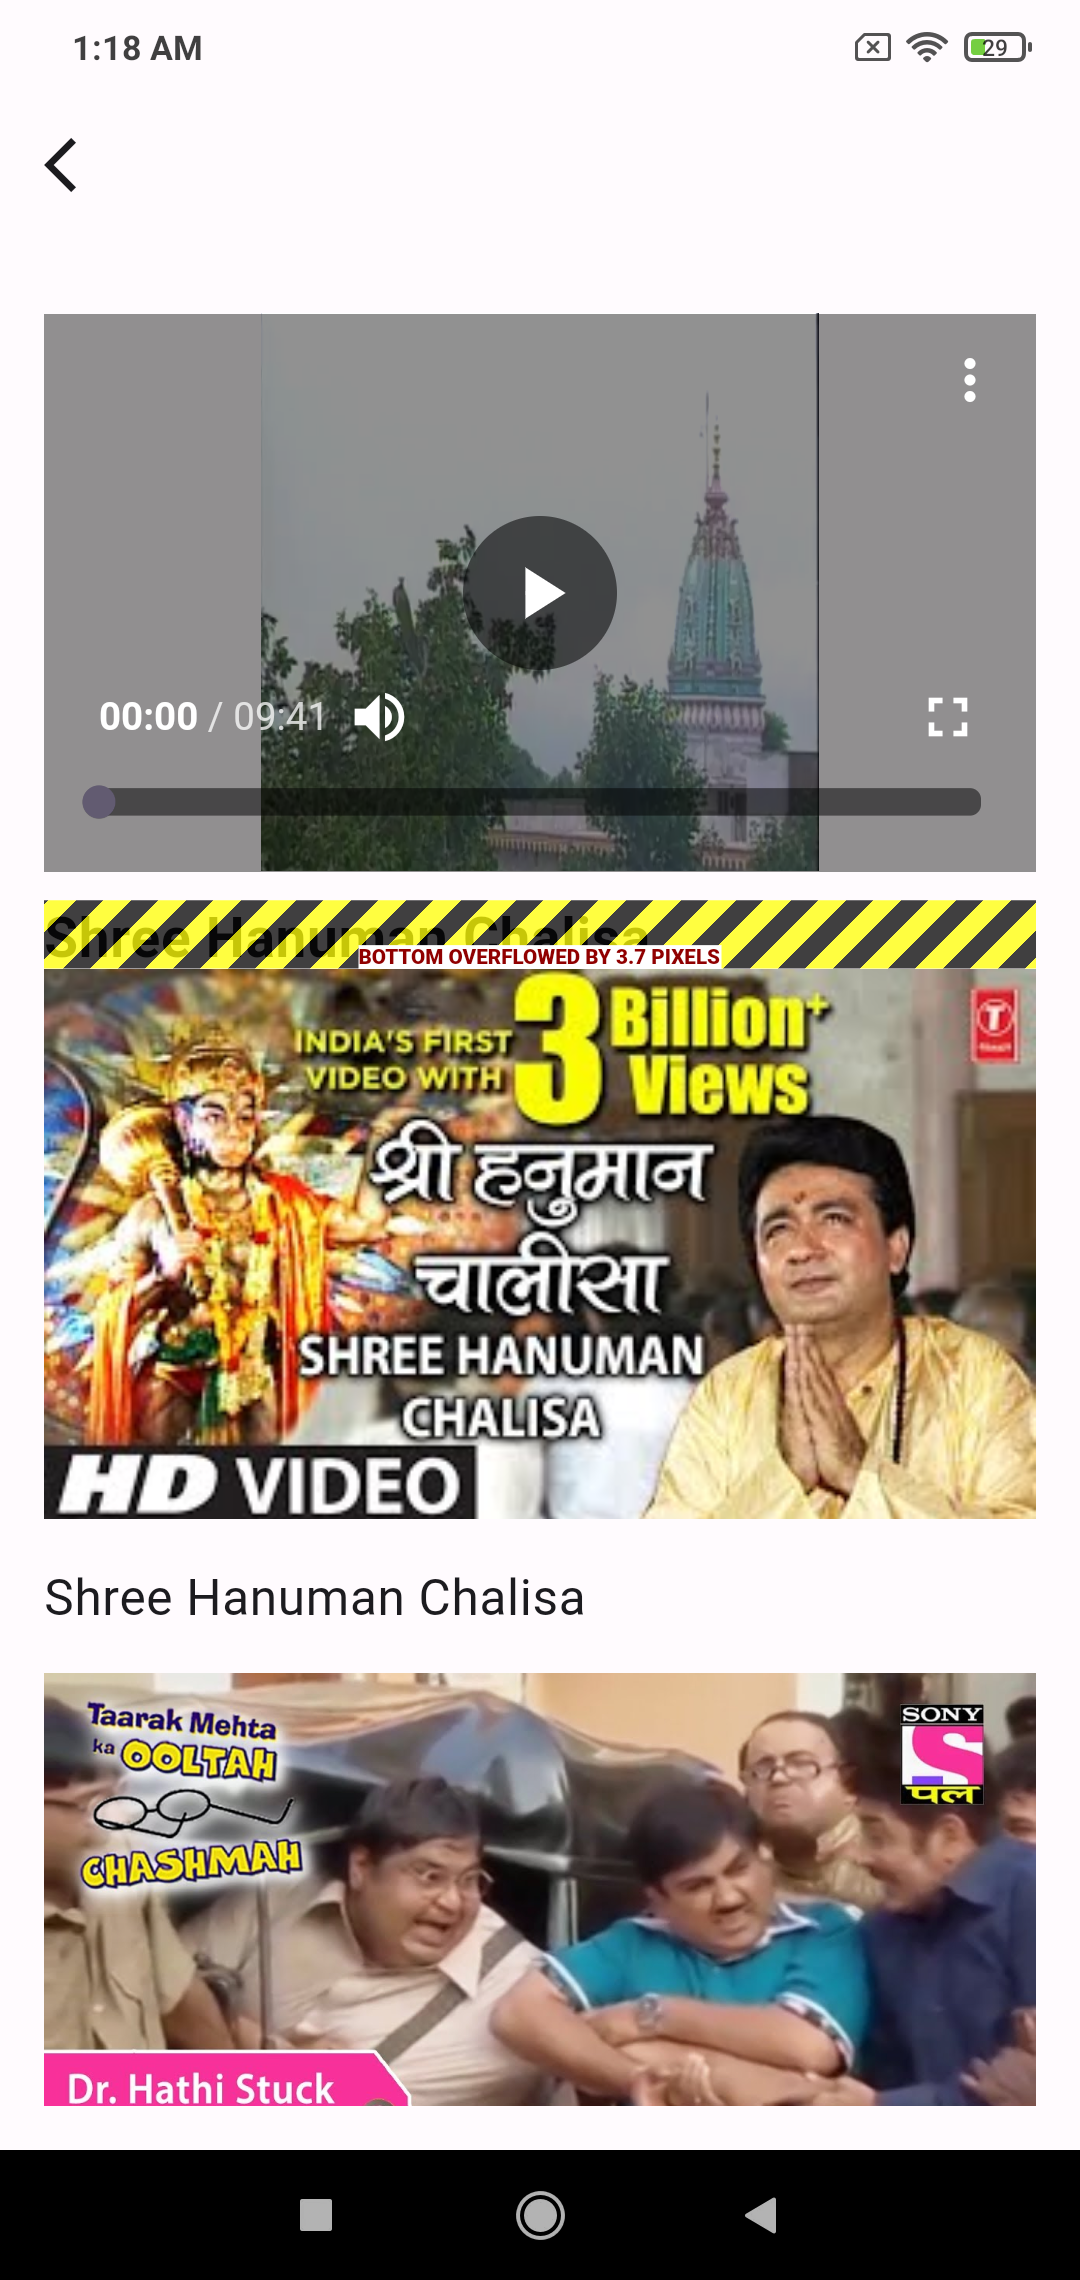 1:18 AM
29
00:00 / 09:41
Shree Hanuman Chalisa
BOTTOM OVERFLOWED BY 3.7 PIXELS
INDIA'S FIRST
VIDEO WITH
3 Billion+
Views
T
श्री हनुमान
चालीसा
SHREE HANUMAN
CHALISA
HD VIDEO
Shree Hanuman Chalisa
Taarak Mehta
ka OOLTAH
CHASHMAH
SONY
S
पल
Dr. Hathi Stuck